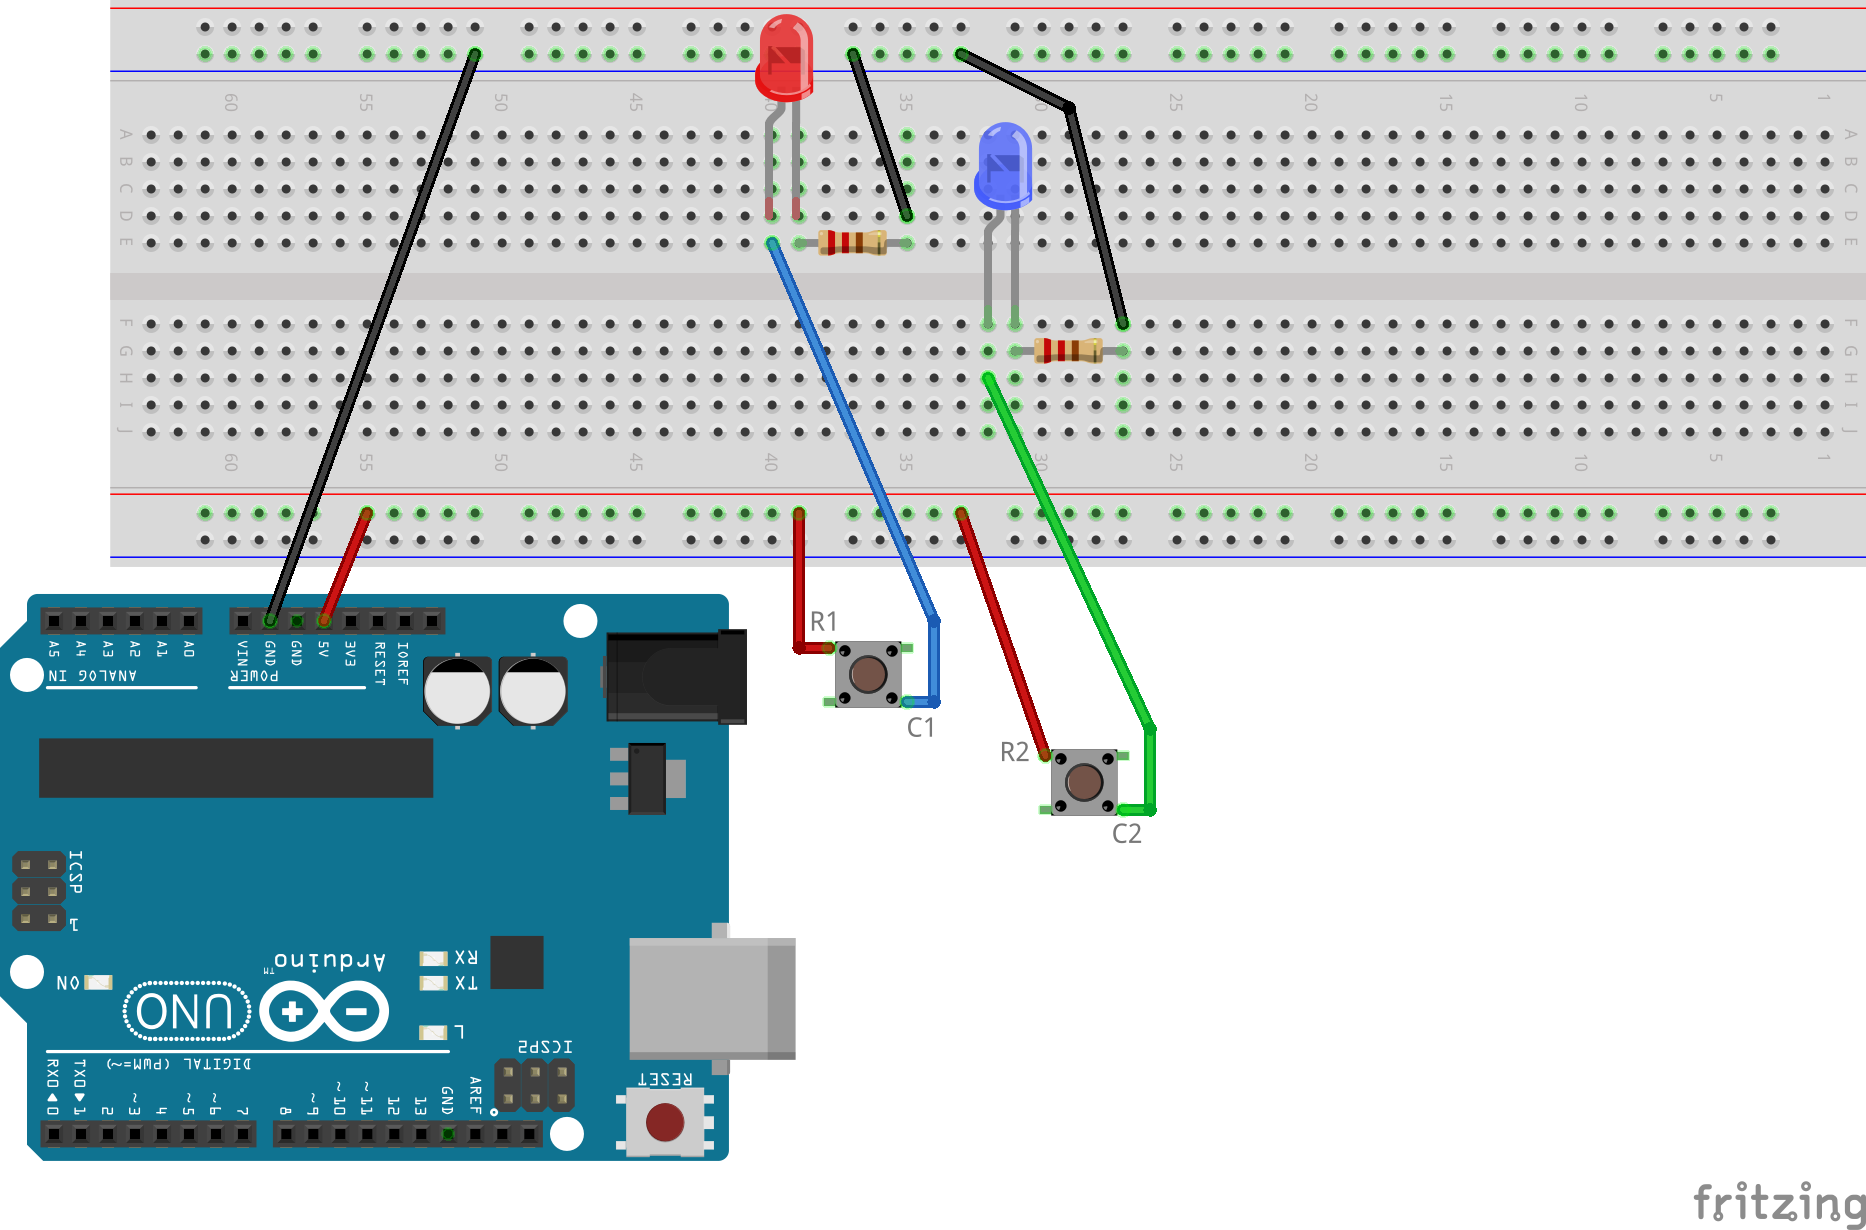 60 55 50 45 40 35 30 25 20 15 10 5 1
A A
B B
C C
D D
E E
F F
G G
H H
I I
J J
60 55 50 45 40 35 30 25 20 15 10 5 1
A5 A4 A3 A2 A1 A0 VIN GND GND 5V 3V3 RESET IOREF
ANALOG IN POWER
R1
C1
R2
C2
ICSP
1
Arduino™
RX
TX
ON
UNO
L
ICSP2
DIGITAL (PWM=~)
RESET
RX0◀0 TX0▶1 2 ~3 4 ~5 ~6 7 8 ~9 ~10 ~11 12 13 GND AREF
fritzing